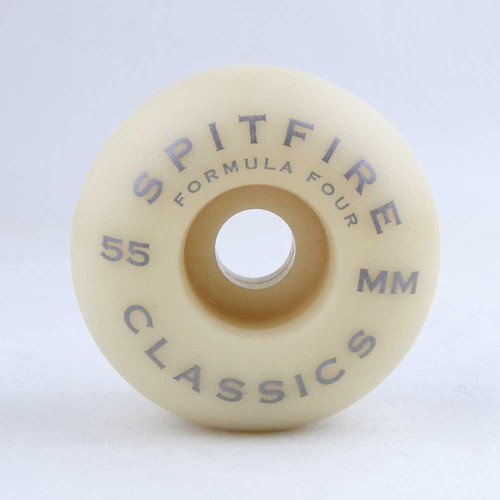 SPITFIRE
FORMULA FOUR
55 MM
CLASSICS